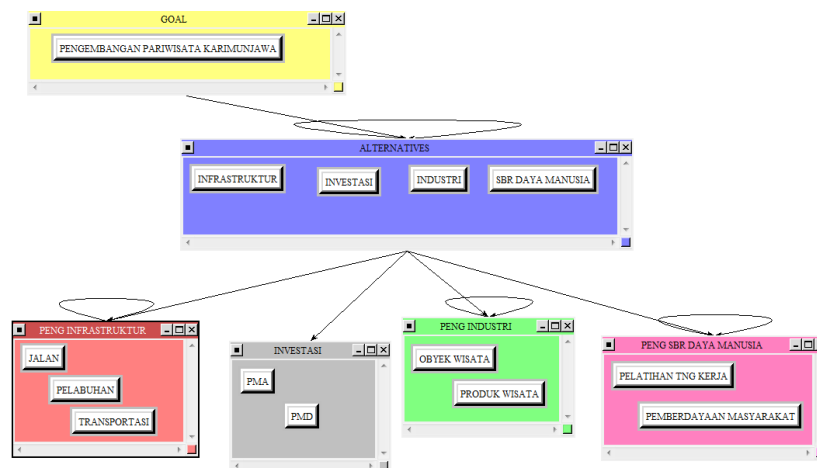 GOAL
PENGEMBANGAN PARIWISATA KARIMUNJAWA
ALTERNATIVES
INFRASTRUKTUR
INVESTASI
INDUSTRI
SBR DAYA MANUSIA
PENG INFRASTRUKTUR
JALAN
PELABUHAN
TRANSPORTASI
INVESTASI
PMA
PMD
PENG INDUSTRI
OBYEK WISATA
PRODUK WISATA
PENG SBR DAYA MANUSIA
PELATIHAN TNG KERJA
PEMBERDAYAAN MASYARAKAT